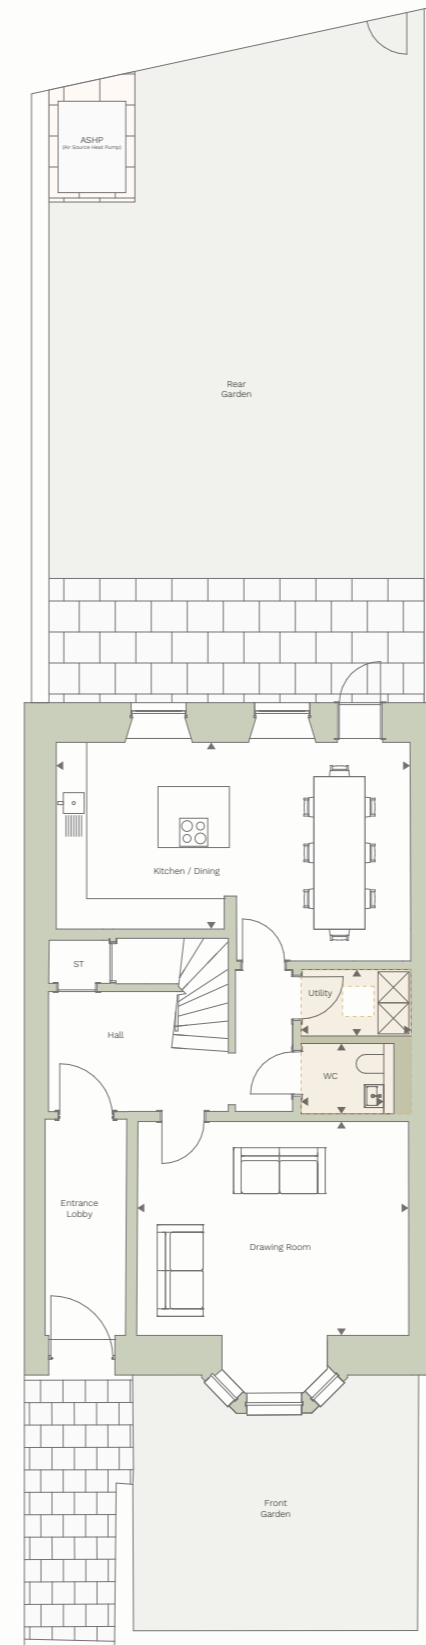 ASHP
(Air Source Heat Pump)
Rear
Garden
Kitchen / Dining
ST
Utility
Hall
WC
Entrance
Lobby
Drawing Room
Front
Garden